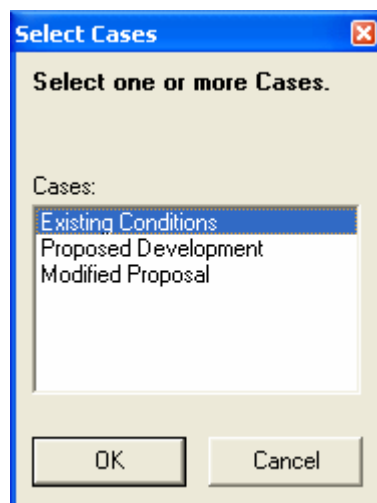 Select Cases
Select one or more Cases.
Cases:
Existing Conditions
Proposed Development
Modified Proposal
OK
Cancel